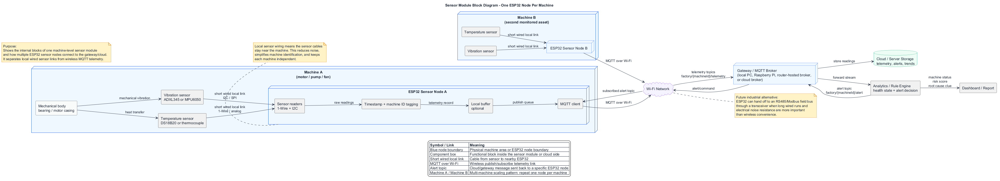 Sensor Module Block Diagram - One ESP32 Node Per Machine
Machine B
(second monitored asset)
Temperature sensor
short wired local link
Vibration sensor
short wired local link
ESP32 Sensor Node B
Purpose:
Shows the internal blocks of one machine-level sensor module
and how multiple ESP32 sensor nodes connect to the gateway/cloud.
It separates local wired sensor links from wireless MQTT telemetry.
Local sensor wiring means the sensor cables
stay near the machine. This reduces noise,
simplifies machine identification, and keeps
each machine independent.
Machine A
(motor / pump / fan)
Mechanical body
bearing / motor casing
mechanical vibration
heat transfer
Vibration sensor
ADXL345 or MPU6050
Temperature sensor
DS18B20 or thermocouple
short wired local link
I2C / SPI
short wired local link
1-Wire / analog
ESP32 Sensor Node A
Sensor readers
1-Wire + I2C
raw readings
Timestamp + machine ID tagging
telemetry record
Local buffer
optional
publish queue
MQTT client
MQTT over Wi-Fi
subscribed alert topic
MQTT over Wi-Fi
Wi-Fi Network
telemetry topics
factory/{machineId}/telemetry
alert/command
Gateway / MQTT Broker
(local PC, Raspberry Pi, router-hosted broker,
or cloud broker)
Future industrial alternative:
ESP32 can hand off to an RS485/Modbus field bus
through a transceiver when long wired runs and
electrical noise resistance are more important
than wireless convenience.
store readings
forward stream
alert topic
factory/{machineId}/alert
Cloud / Server Storage
telemetry, alerts, trends
Analytics / Rule Engine
health state + alert decision
machine status
risk score
root cause clue
Dashboard / Report
Symbol / Link Meaning
Blue node boundary Physical machine area or ESP32 node boundary
Component box Functional block inside the sensor module or cloud side
Short wired local link Cable from sensor to nearby ESP32
MQTT over Wi-Fi Wireless publish/subscribe telemetry link
Alert topic Cloud/gateway message sent back to a specific ESP32 node
Machine A / Machine B Multi-machine scaling pattern: repeat one node per machine